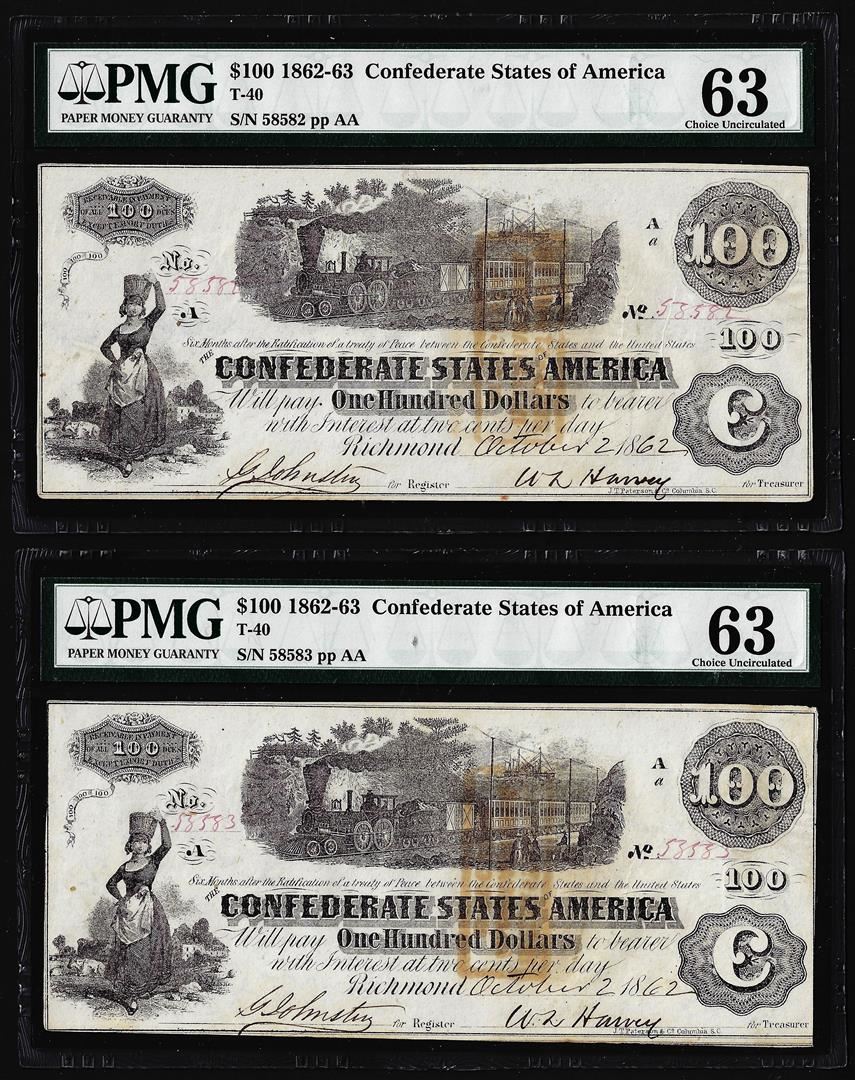 PMG
PAPER MONEY GUARANTY
$100 1862-63 Confederate States of America
T-40
S/N 58582 pp AA
63
Choice Uncirculated
RECEIVABLE IN PAYMENT
OF ALL 100 DUES
EXCEPT EXPORT DUTIES
100 100 100
No.
58582
A
A
a
100
No 58582
100
Six Months after the Ratification of a treaty of Peace between the Confederate States and the United States
THE CONFEDERATE STATES OF AMERICA
Will pay One Hundred Dollars to bearer
with Interest at two cents per day
Richmond October 2 1862
C
G Johnston for Register
W L Harvey for Treasurer
J.T. Paterson & Co Columbia S.C.
PMG
PAPER MONEY GUARANTY
$100 1862-63 Confederate States of America
T-40
S/N 58583 pp AA
63
Choice Uncirculated
RECEIVABLE IN PAYMENT
OF ALL 100 DUES
EXCEPT EXPORT DUTIES
100 100 100
No.
58583
A
A
a
100
No 58583
100
Six Months after the Ratification of a treaty of Peace between the Confederate States and the United States
THE CONFEDERATE STATES OF AMERICA
Will pay One Hundred Dollars to bearer
with Interest at two cents per day
Richmond October 2 1862
C
G Johnston for Register
W L Harvey for Treasurer
J.T. Paterson & Co Columbia S.C.